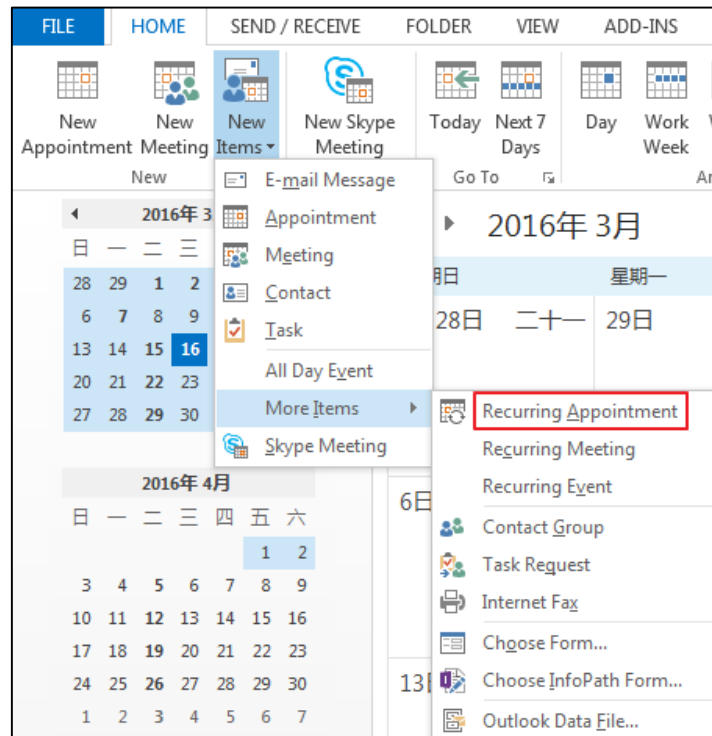 FILE HOME SEND / RECEIVE FOLDER VIEW ADD-INS
New Appointment
New Meeting
New Items
New Skype Meeting
Today
Next 7 Days
Day
Work Week
New
Go To
E-mail Message
Appointment
Meeting
Contact
Task
All Day Event
More Items
Skype Meeting
Recurring Appointment
Recurring Meeting
Recurring Event
Contact Group
Task Request
Internet Fax
Choose Form...
Choose InfoPath Form...
Outlook Data File...
2016年 3
日 一 二 三
28 29 1 2
6 7 8 9
13 14 15 16
20 21 22 23
27 28 29 30
2016年 4月
日 一 二 三 四 五 六
1 2
3 4 5 6 7 8 9
10 11 12 13 14 15 16
17 18 19 20 21 22 23
24 25 26 27 28 29 30
1 2 3 4 5 6 7
2016年 3月
期日 星期一
28日 二十一 29日
6日
13